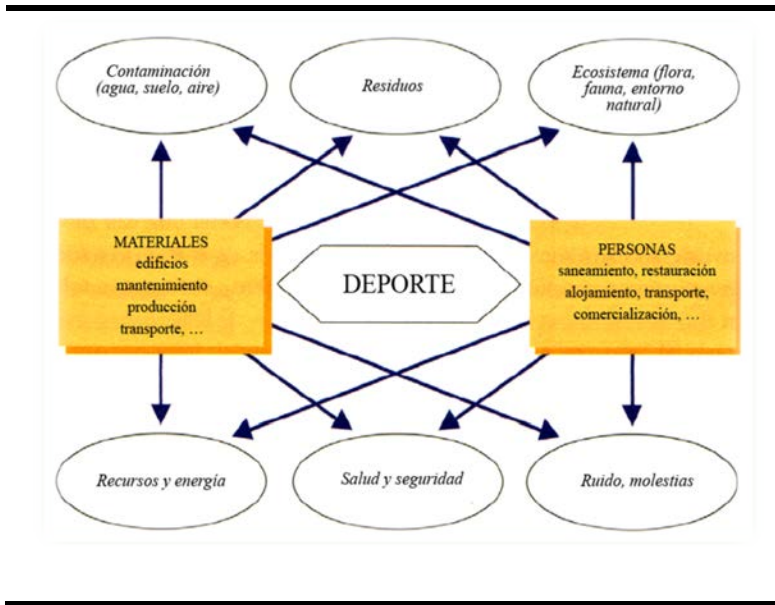 Contaminación
(agua, suelo, aire)
Residuos
Ecosistema (flora,
fauna, entorno
natural)
MATERIALES
edificios
mantenimiento
producción
transporte, ...
DEPORTE
PERSONAS
saneamiento, restauración
alojamiento, transporte,
comercialización, ...
Recursos y energía
Salud y seguridad
Ruido, molestias